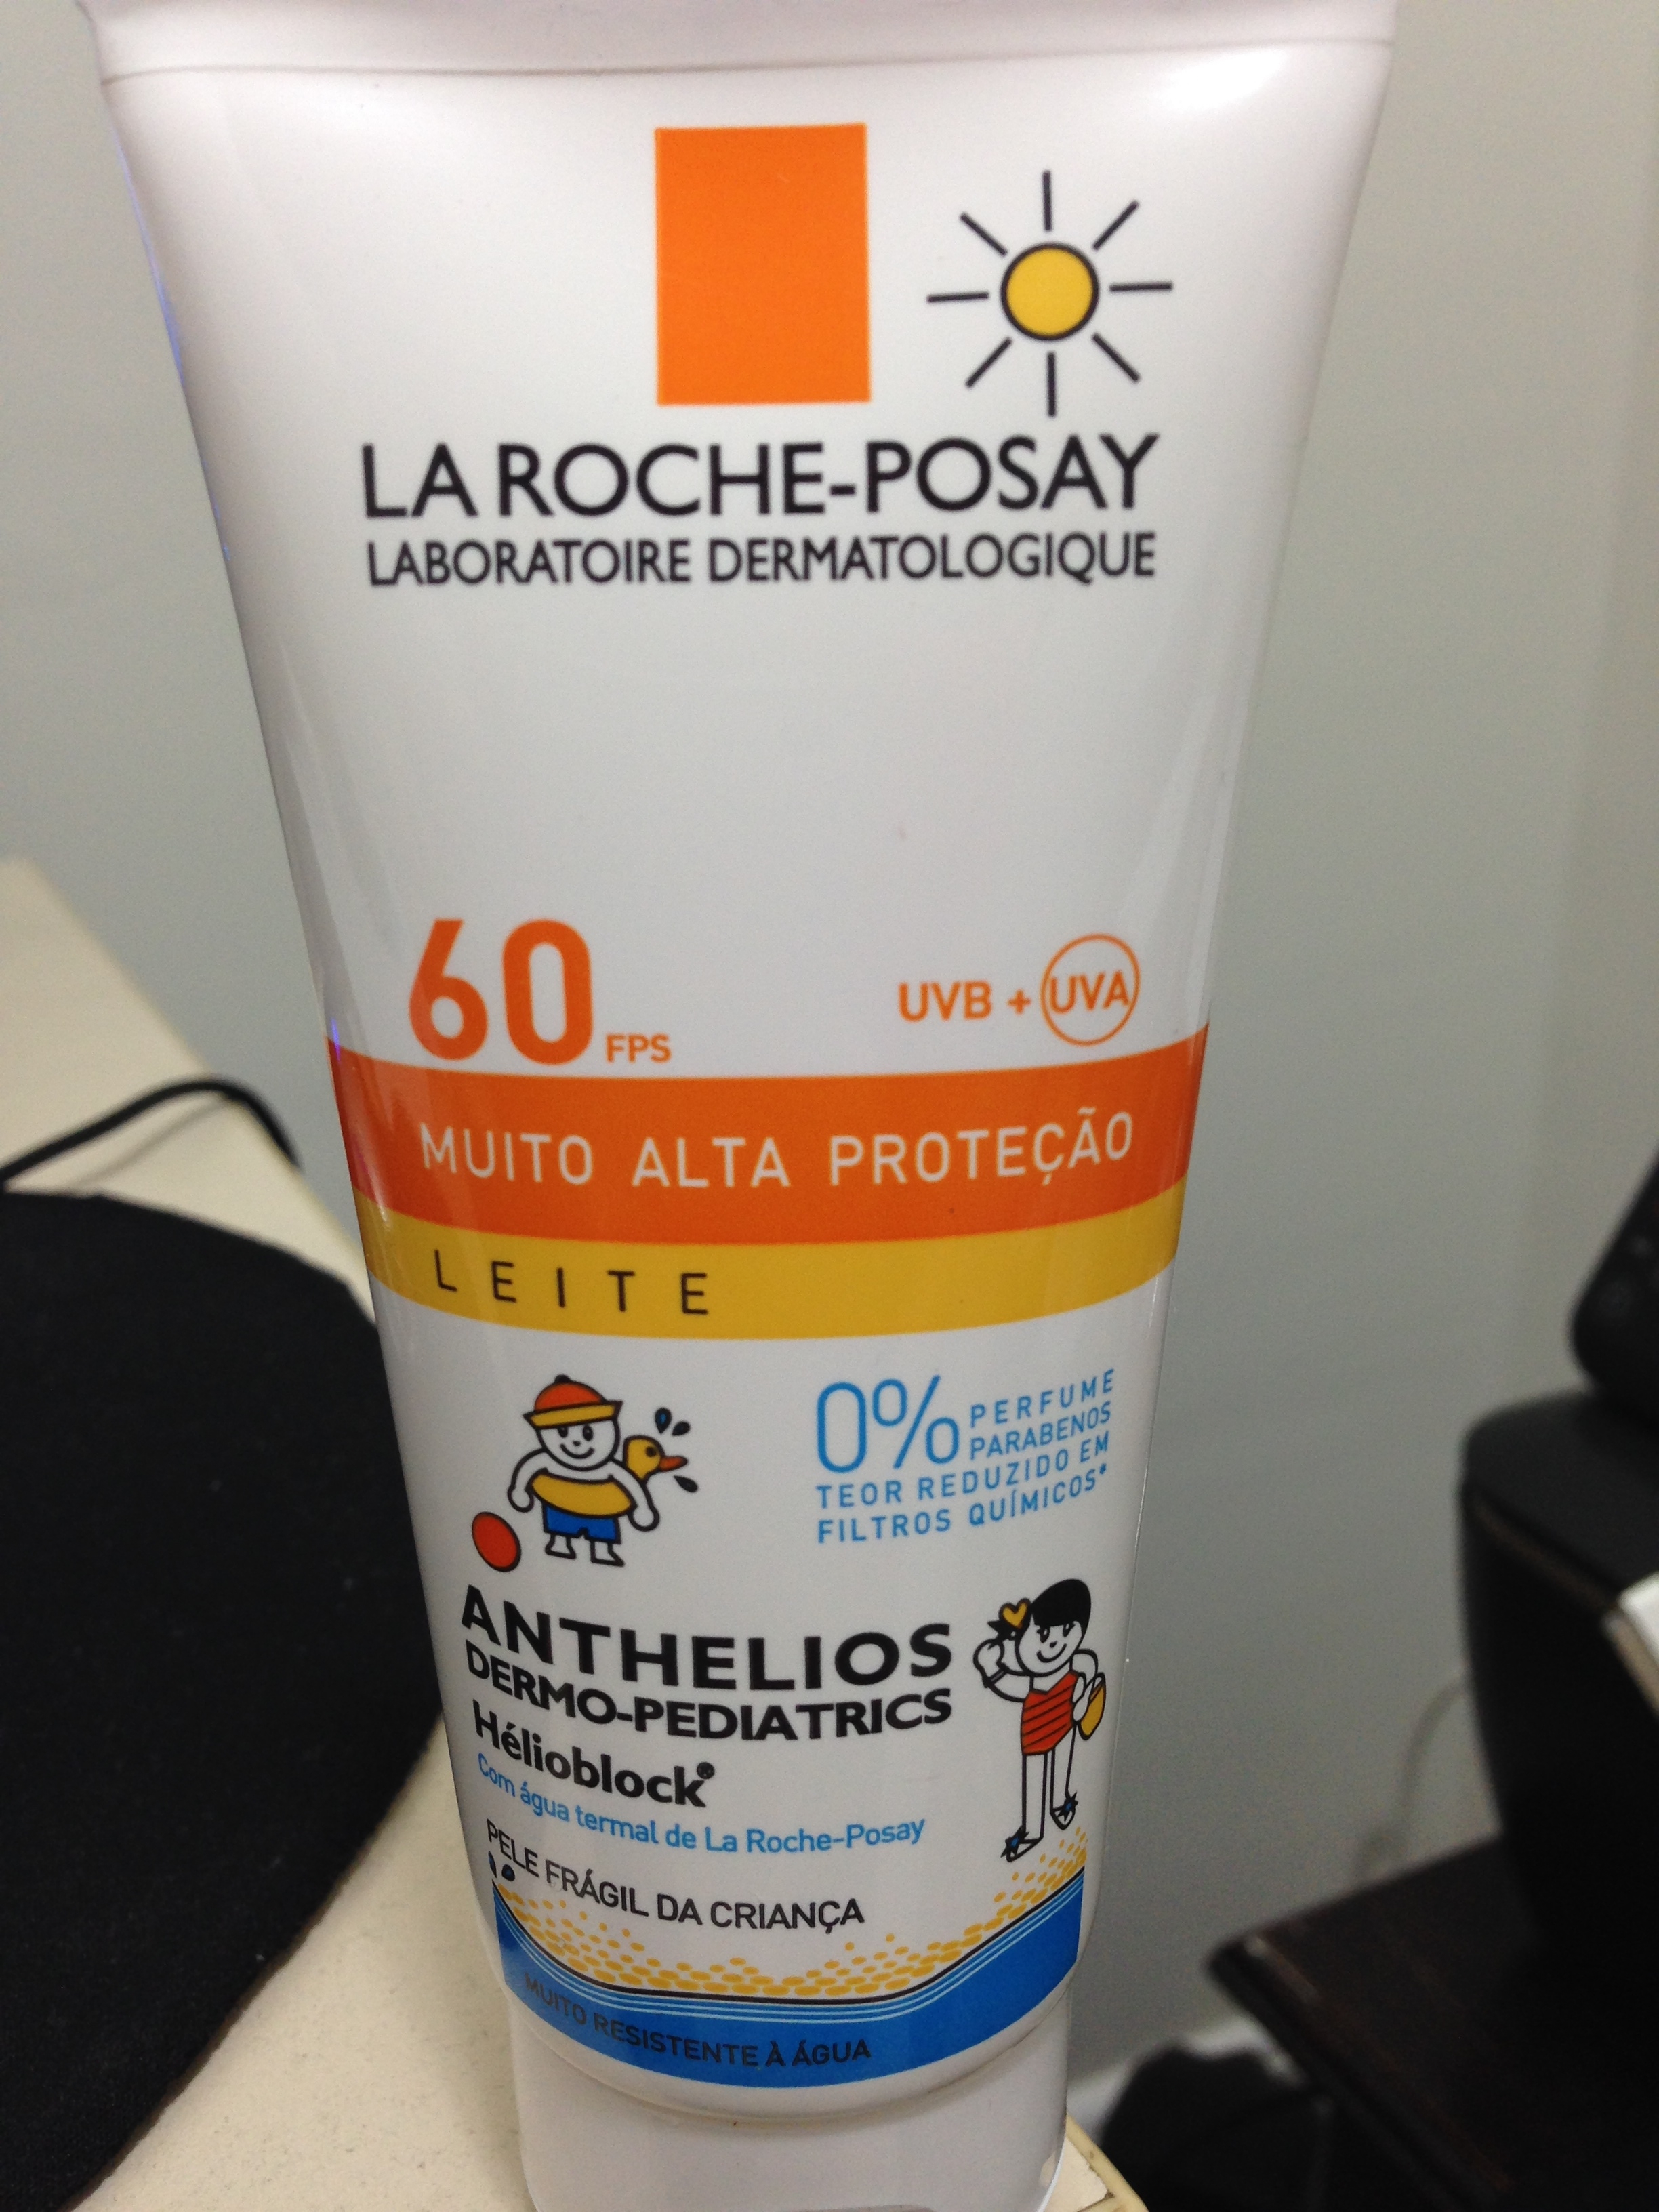 LA ROCHE-POSAY
LABORATOIRE DERMATOLOGIQUE
60 FPS
UVB + UVA
MUITO ALTA PROTEÇÃO
LEITE
0% PERFUME
PARABENOS
TEOR REDUZIDO EM
FILTROS QUÍMICOS*
ANTHELIOS
DERMO-PEDIATRICS
Hélioblock®
Com água termal de La Roche-Posay
PELE FRÁGIL DA CRIANÇA
MUITO RESISTENTE À ÁGUA